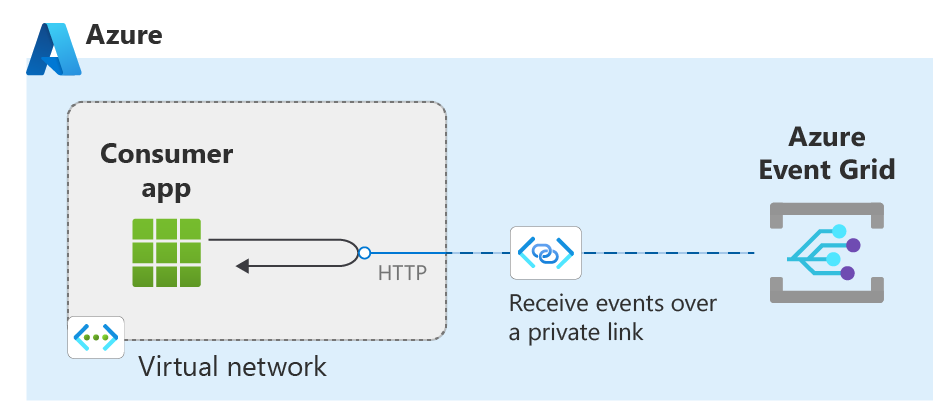 Azure
Consumer
app
HTTP
Virtual network
Receive events over
a private link
Azure
Event Grid